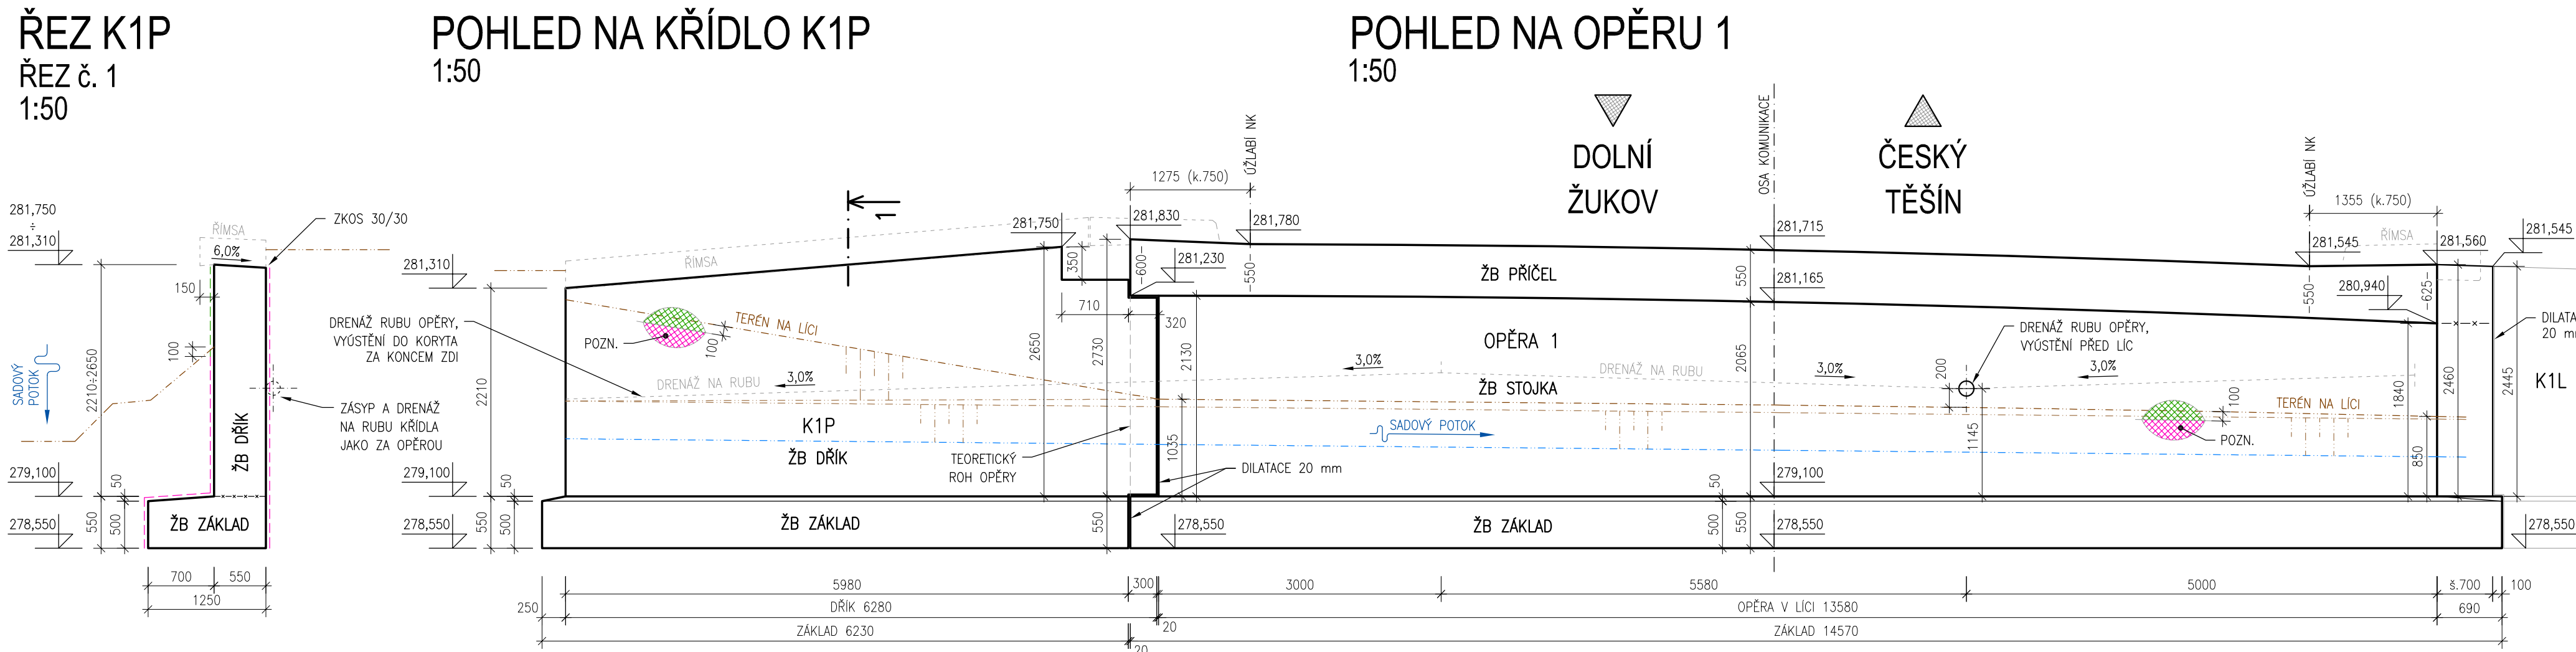 ŘEZ K1P
ŘEZ č. 1
1:50
281,750
÷
281,310
ŘÍMSA
6,0%
ZKOS 30/30
150
100
SADOVÝ
POTOK
2210÷2650
ZÁSYP A DRENÁŽ
NA RUBU KŘÍDLA
JAKO ZA OPĚROU
ŽB DŘÍK
279,100
50
550
500
278,550
ŽB ZÁKLAD
700
550
1250
POHLED NA KŘÍDLO K1P
1:50
1
281,750
281,310
ŘÍMSA
350
710
DRENÁŽ RUBU OPĚRY,
VYÚSTĚNÍ DO KORYTA
ZA KONCEM ZDI
POZN.
100
TERÉN NA LÍCI
2650
2730
2210
DRENÁŽ NA RUBU
3,0%
K1P
ŽB DŘÍK
TEORETICKÝ
ROH OPĚRY
279,100
50
550
500
278,550
ŽB ZÁKLAD
550
5980
300
250
DŘÍK 6280
20
ZÁKLAD 6230
20
POHLED NA OPĚRU 1
1:50
DOLNÍ
ŽUKOV
ČESKÝ
TĚŠÍN
OSA KOMUNIKACE
ÚŽLABÍ NK
1275 (k.750)
281,830
281,780
600
550
281,230
320
2130
1035
281,715
ŽB PŘÍČEL
550
281,165
OPĚRA 1
3,0%
DRENÁŽ NA RUBU
ŽB STOJKA
2065
3,0%
SADOVÝ POTOK
DILATACE 20 mm
279,100
50
500
550
278,550
ŽB ZÁKLAD
278,550
DRENÁŽ RUBU OPĚRY,
VYÚSTĚNÍ PŘED LÍC
200
1145
3,0%
ÚŽLABÍ NK
1355 (k.750)
281,545
ŘÍMSA
281,560
281,545
550
280,940
625
1840
2460
2445
100
TERÉN NA LÍCI
POZN.
850
DILATA
20 mm
K1L
278,550
3000
5580
5000
š.700
100
OPĚRA V LÍCI 13580
690
ZÁKLAD 14570